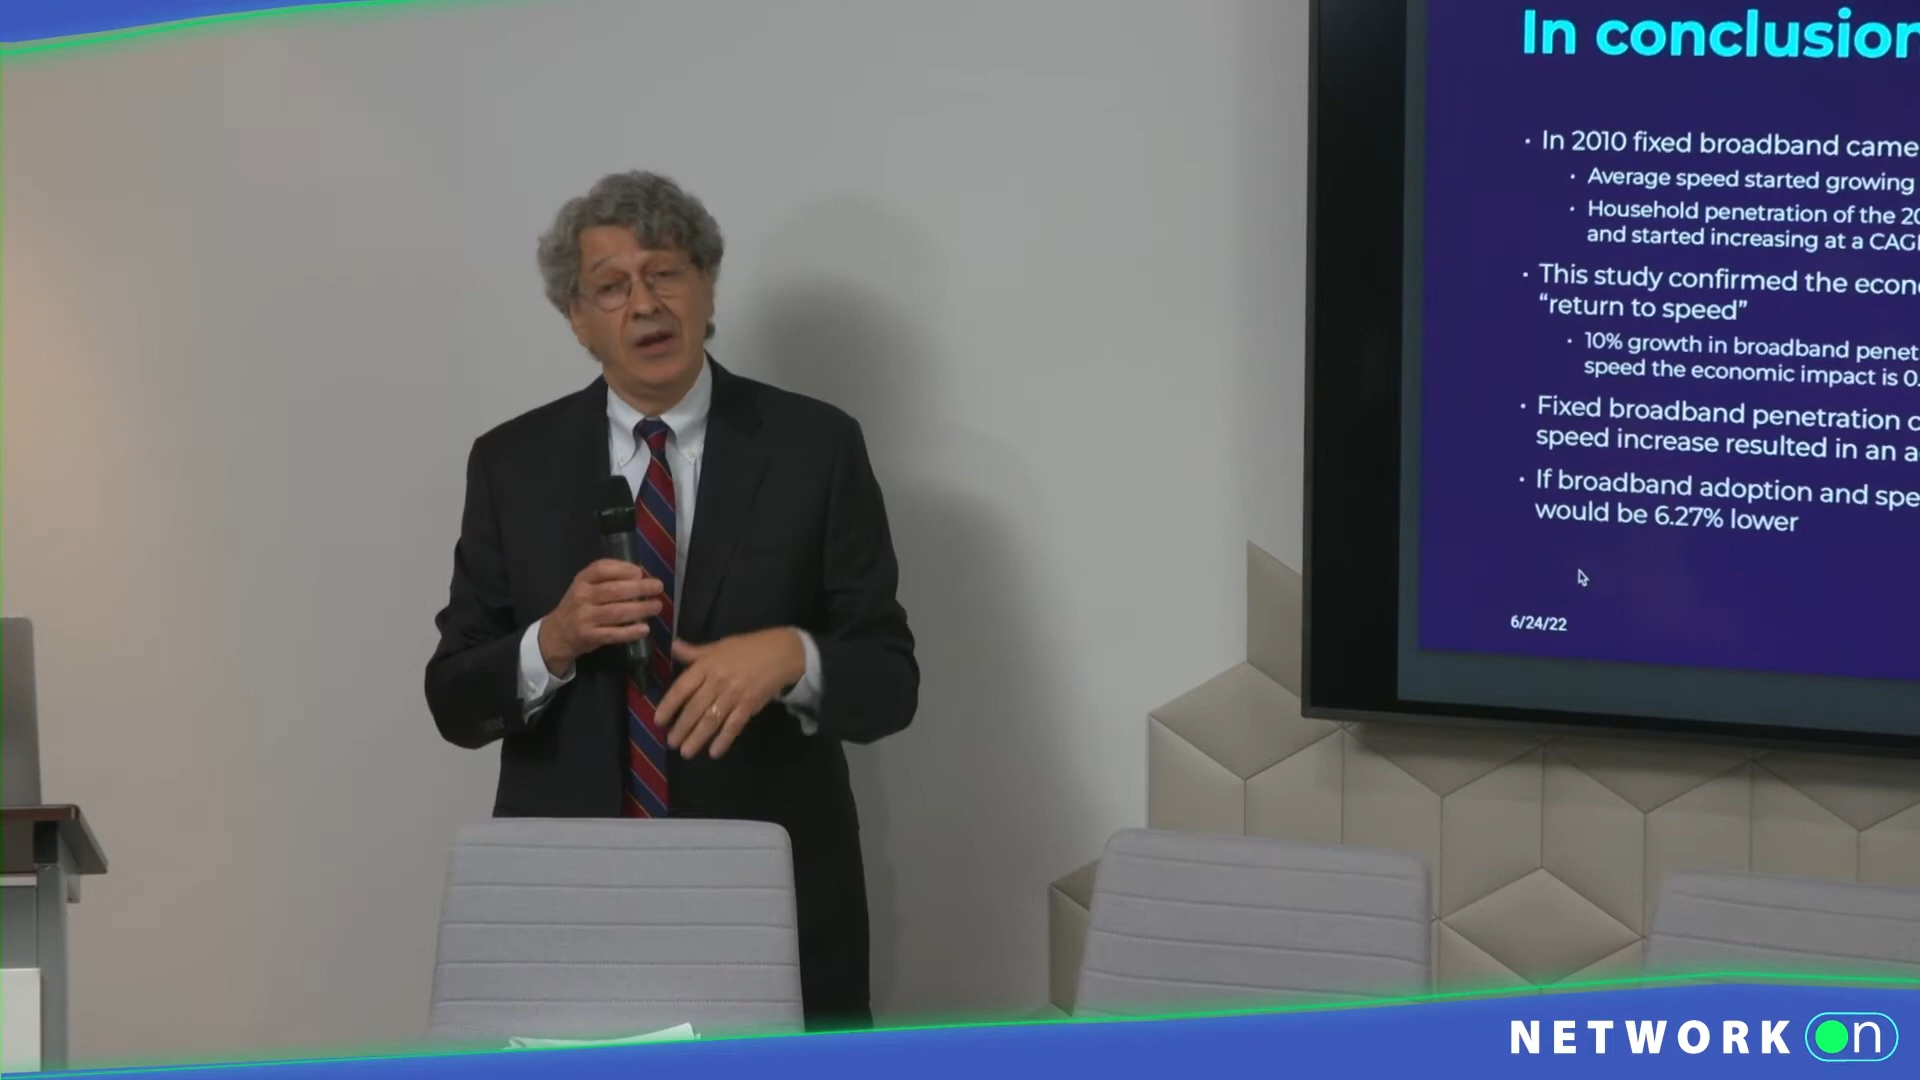 In conclusion
• In 2010 fixed broadband came
• Average speed started growing
• Household penetration of the 20
and started increasing at a CAG
• This study confirmed the econ
“return to speed”
• 10% growth in broadband penet
speed the economic impact is 0.
• Fixed broadband penetration
speed increase resulted in an a
• If broadband adoption and spe
would be 6.27% lower
6/24/22
NETWORK On